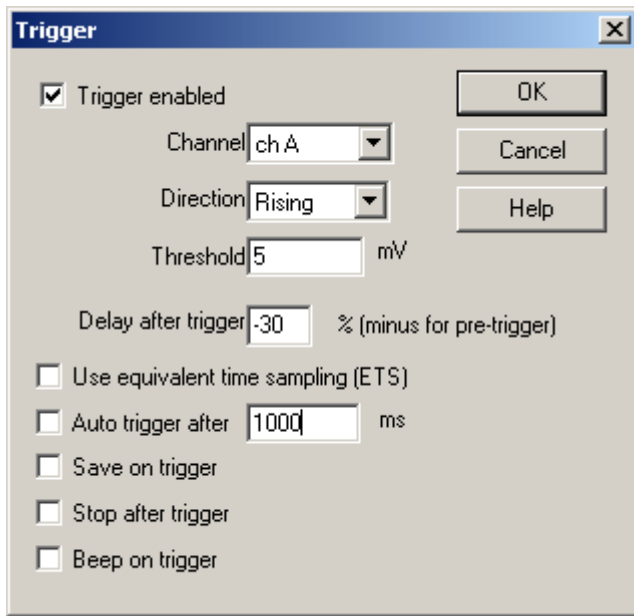 Trigger
Trigger enabled
OK
Channel ch A
Cancel
Direction Rising
Help
Threshold 5 mV
Delay after trigger -30 % (minus for pre-trigger)
Use equivalent time sampling (ETS)
Auto trigger after 1000 ms
Save on trigger
Stop after trigger
Beep on trigger